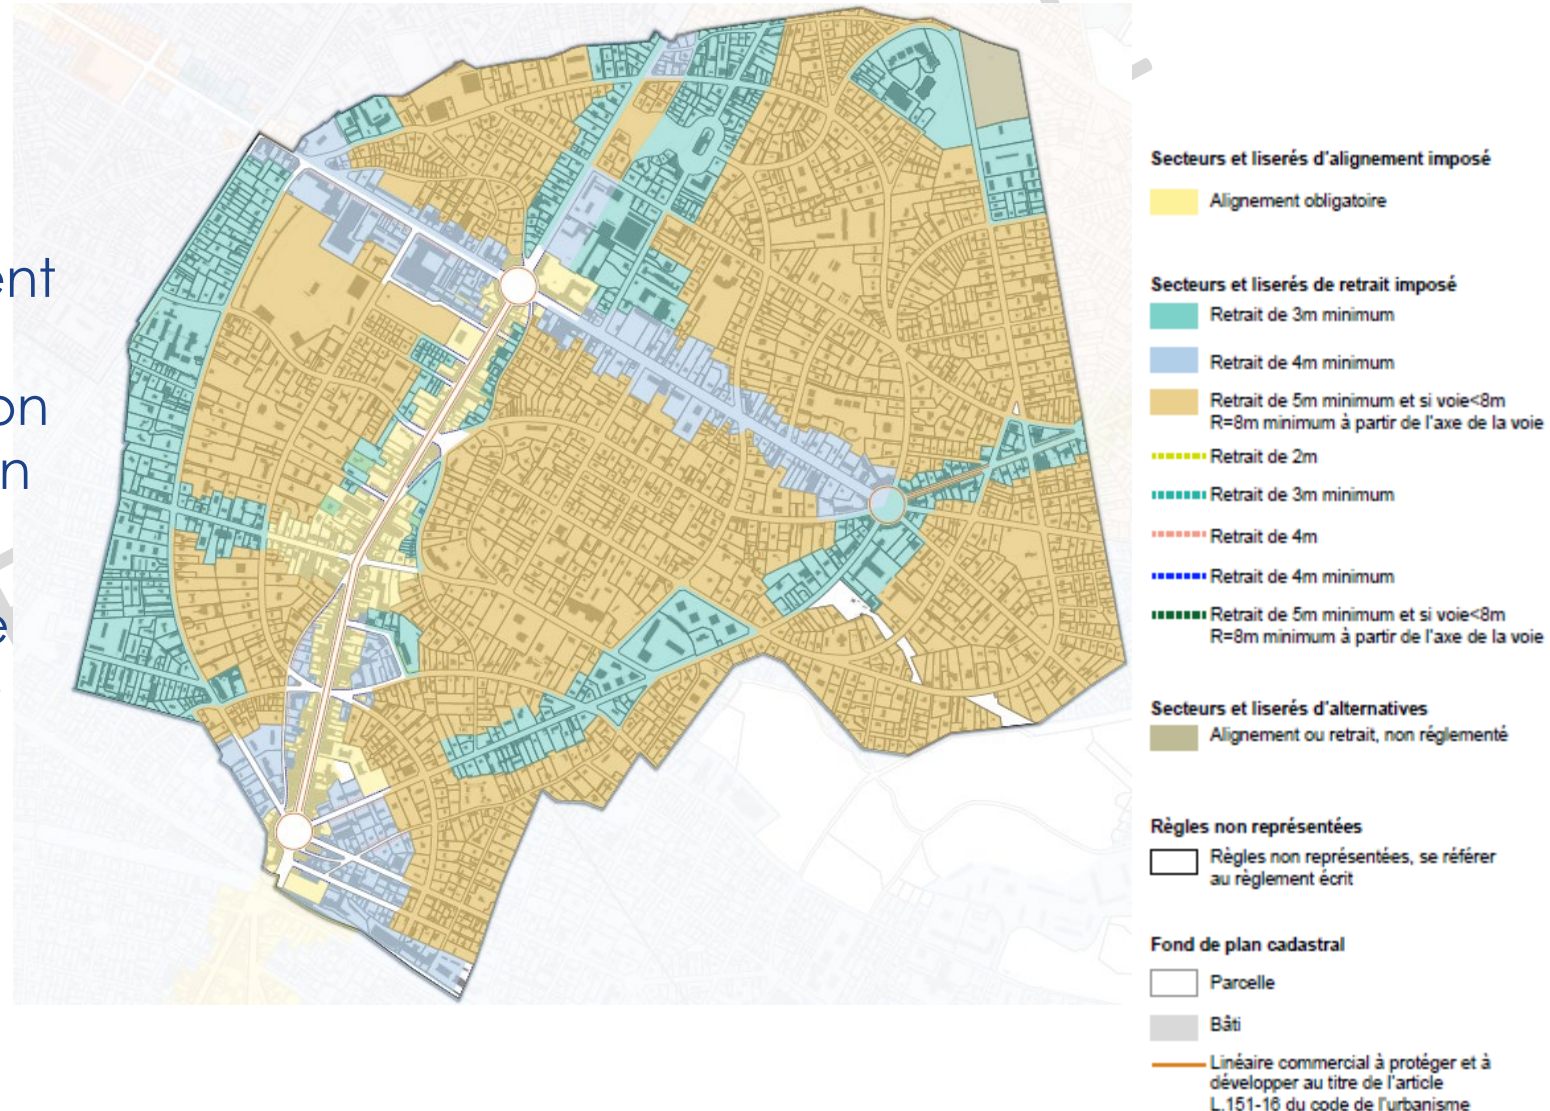 ent
on
n
e
Secteurs et liserés d'alignement imposé
Alignement obligatoire
Secteurs et liserés de retrait imposé
Retrait de 3m minimum
Retrait de 4m minimum
Retrait de 5m minimum et si voie<8m
R=8m minimum à partir de l'axe de la voie
Retrait de 2m
Retrait de 3m minimum
Retrait de 4m
Retrait de 4m minimum
Retrait de 5m minimum et si voie<8m
R=8m minimum à partir de l'axe de la voie
Secteurs et liserés d'alternatives
Alignement ou retrait, non réglementé
Règles non représentées
Règles non représentées, se référer
au règlement écrit
Fond de plan cadastral
Parcelle
Bâti
Linéaire commercial à protéger et à
développer au titre de l'article
L.151-16 du code de l'urbanisme